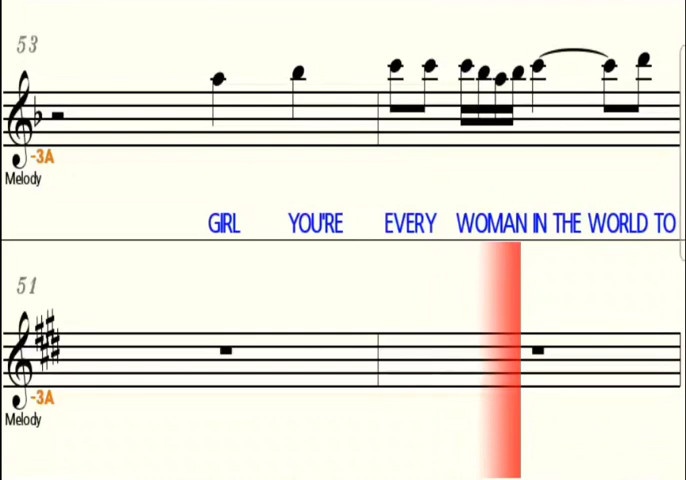 53
-3A
Melody
GIRL YOU'RE EVERY WOMAN IN THE WORLD TO
51
-3A
Melody